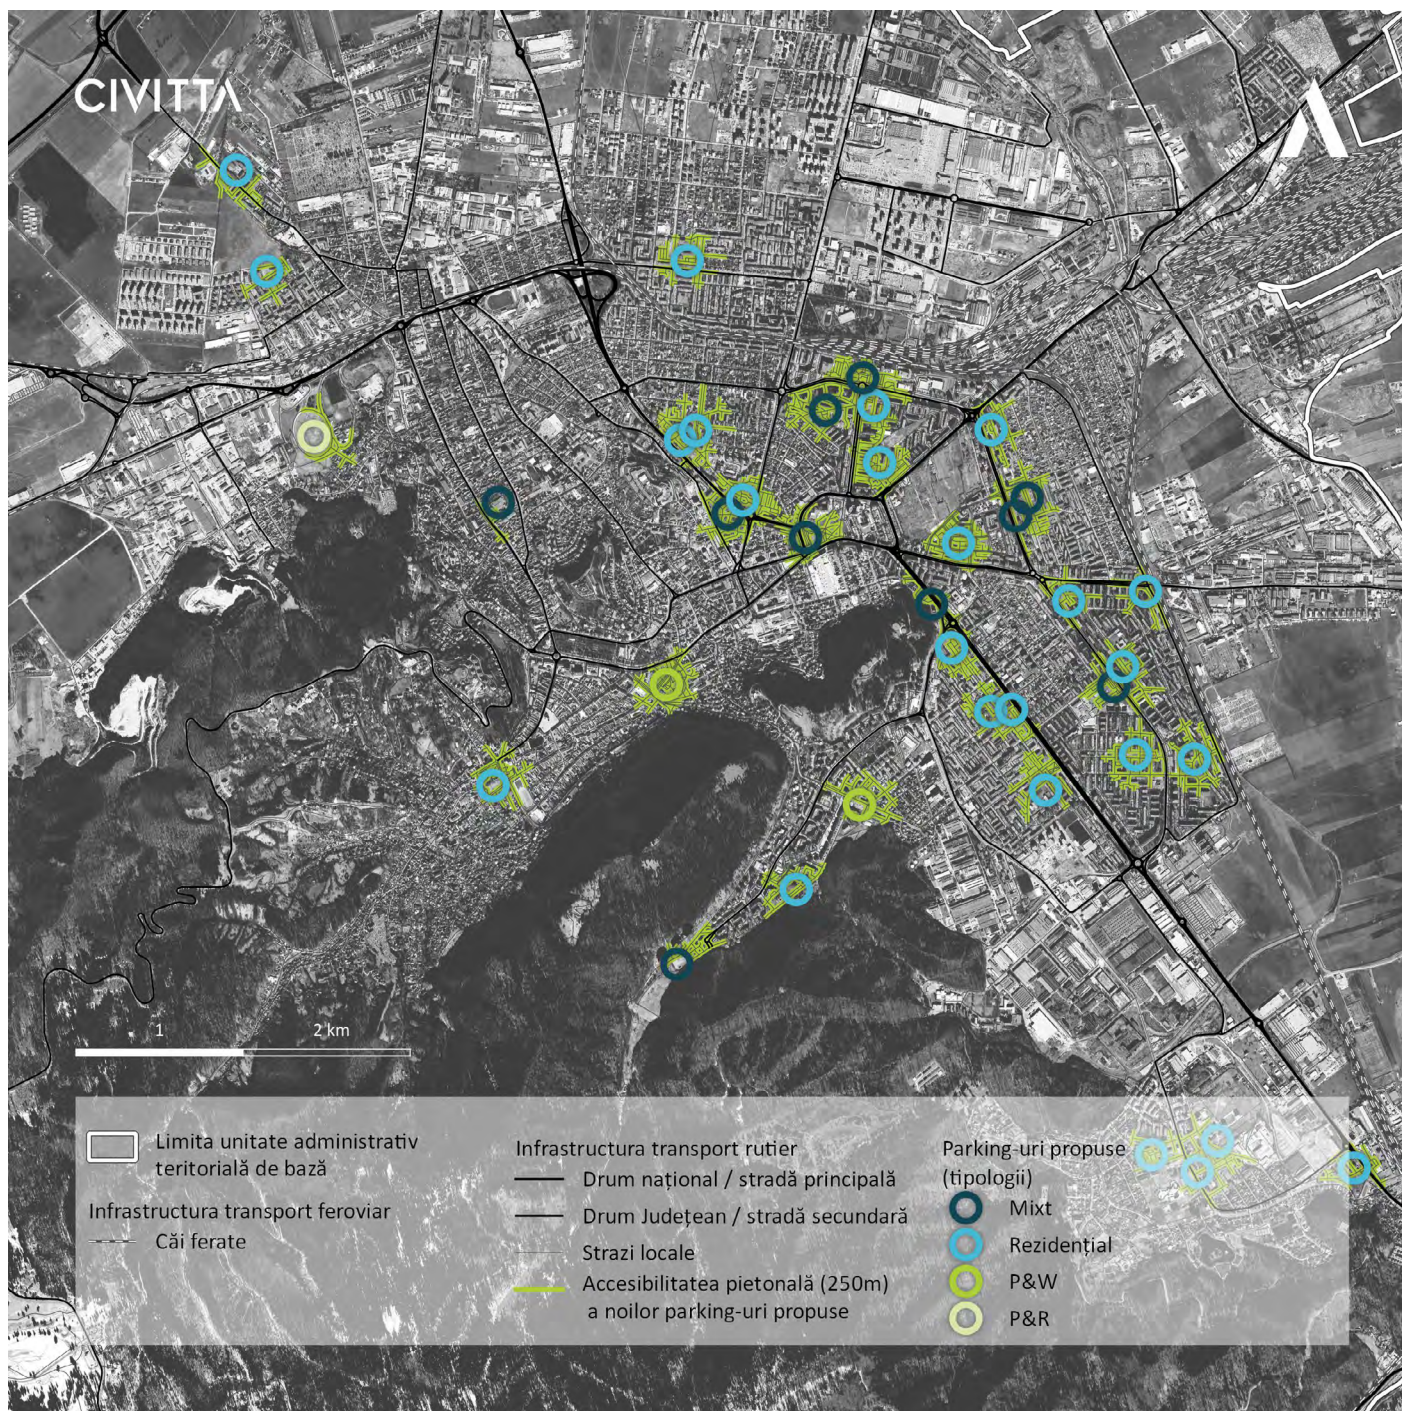 CIVITTA
1
2 km
Limita unitate administrativ
teritorială de bază
Infrastructura transport feroviar
Căi ferate
Infrastructura transport rutier
Drum național / stradă principală
Drum Județean / stradă secundară
Strazi locale
Accesibilitatea pietonală (250m)
a noilor parking-uri propuse
Parking-uri propuse
(tipologii)
Mixt
Rezidențial
P&W
P&R